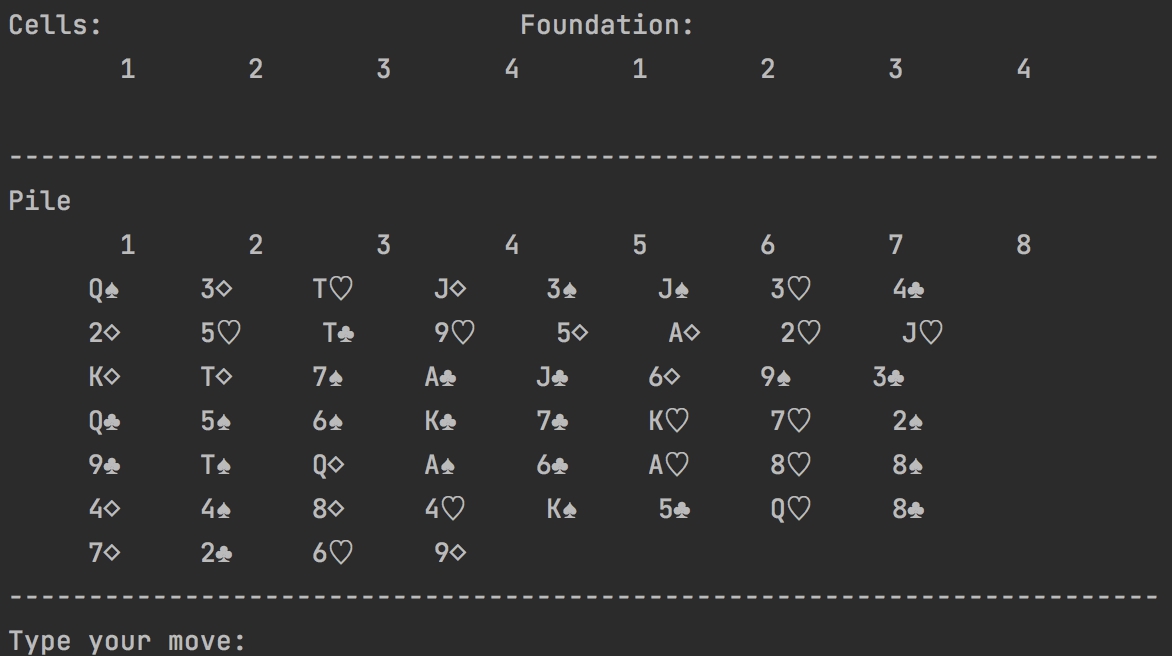 Cells: Foundation:
1 2 3 4 1 2 3 4
------------------------------------------------------------------------
Pile
1 2 3 4 5 6 7 8
Q♠ 3♢ T♡ J♢ 3♠ J♠ 3♡ 4♣
2♢ 5♡ T♣ 9♡ 5♢ A♢ 2♡ J♡
K♢ T♢ 7♠ A♣ J♣ 6♢ 9♠ 3♣
Q♣ 5♠ 6♠ K♣ 7♣ K♡ 7♡ 2♠
9♣ T♠ Q♢ A♠ 6♣ A♡ 8♡ 8♠
4♢ 4♠ 8♢ 4♡ K♠ 5♣ Q♡ 8♣
7♢ 2♣ 6♡ 9♢
------------------------------------------------------------------------
Type your move: